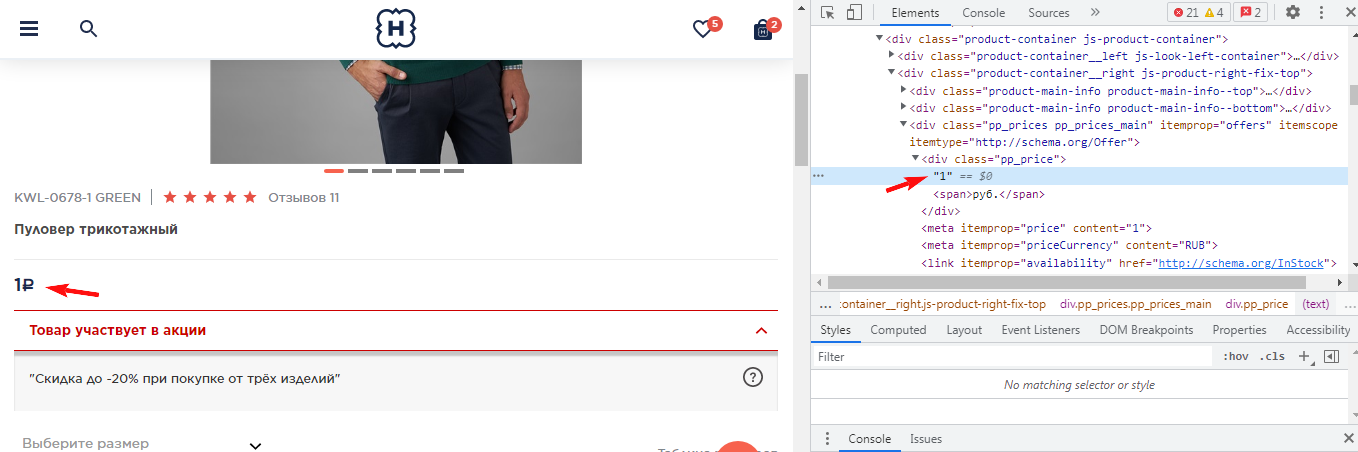 H
5
2
KWL-0678-1 GREEN
Отзывов 11
Пуловер трикотажный
1₽
Товар участвует в акции
"Скидка до -20% при покупке от трёх изделий"
?
Выберите размер
Elements Console Sources » 21 4 2
<div class="product-container js-product-container">
<div class="product-container__left js-look-left-container">…</div>
<div class="product-container__right js-product-right-fix-top">
<div class="product-main-info product-main-info--top">…</div>
<div class="product-main-info product-main-info--bottom">…</div>
<div class="pp_prices pp_prices_main" itemprop="offers" itemscope
itemtype="http://schema.org/Offer">
<div class="pp_price">
… "1" == $0
<span>руб.</span>
</div>
<meta itemprop="price" content="1">
<meta itemprop="priceCurrency" content="RUB">
<link itemprop="availability" href="http://schema.org/InStock">
… container__right.js-product-right-fix-top div.pp_prices.pp_prices_main div.pp_price (text) …
Styles Computed Layout Event Listeners DOM Breakpoints Properties Accessibility
Filter :hov .cls +
No matching selector or style
Console Issues